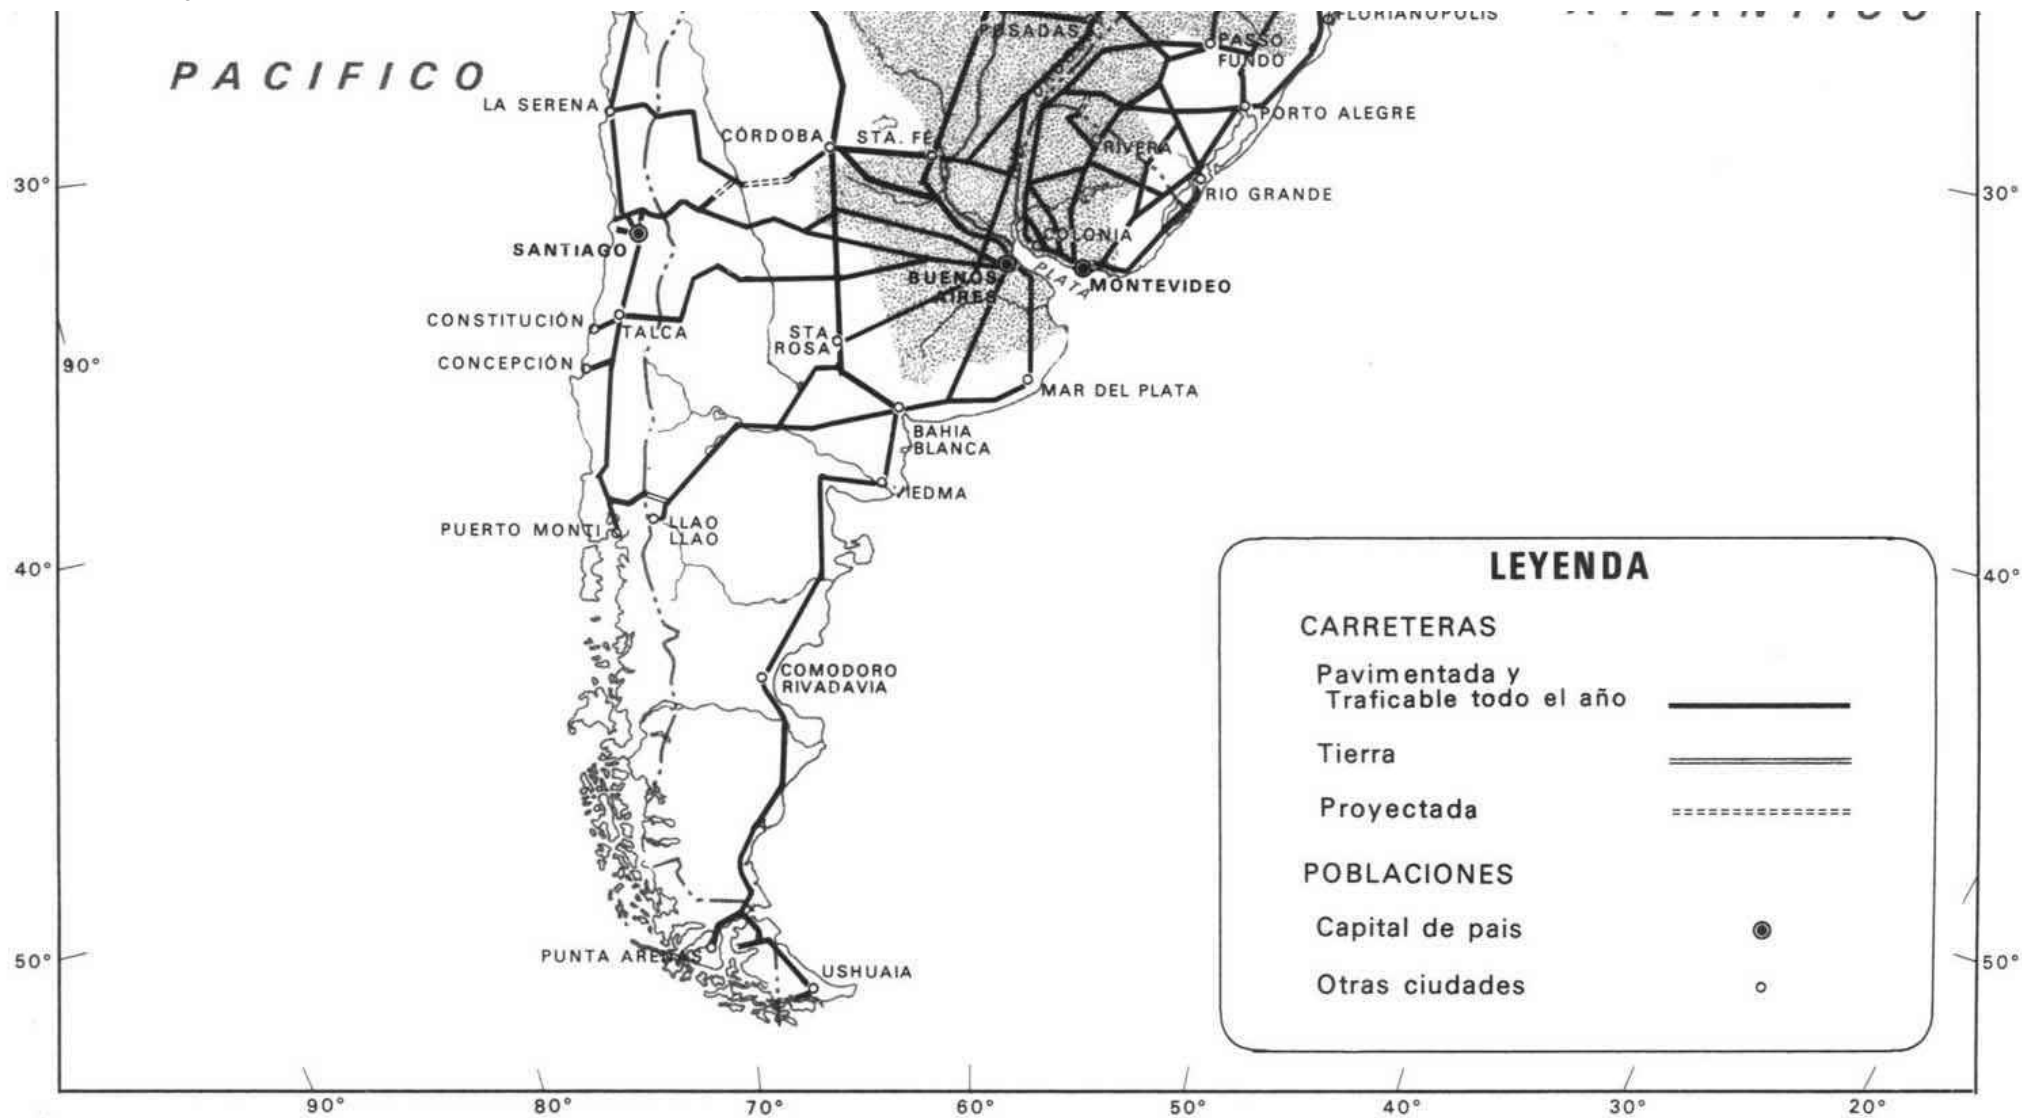 FLORIANOPOLIS
ATLANTICO
POSADAS
PASSO
FUNDO
PACIFICO
LA SERENA
PORTO ALEGRE
CÓRDOBA
STA. FÉ
RIVERA
30°
30°
RIO GRANDE
COLONIA
SANTIAGO
BUENOS
AIRES
PLATA
MONTEVIDEO
CONSTITUCIÓN
TALCA
STA
ROSA
90°
CONCEPCIÓN
MAR DEL PLATA
BAHIA
BLANCA
VIEDMA
PUERTO MONTT
LLAO
LLAO
40°
40°
LEYENDA
CARRETERAS
Pavimentada y
Traficable todo el año
Tierra
Proyectada
POBLACIONES
Capital de pais
Otras ciudades
COMODORO
RIVADAVIA
PUNTA ARENAS
USHUAIA
50°
50°
90°
80°
70°
60°
50°
40°
30°
20°